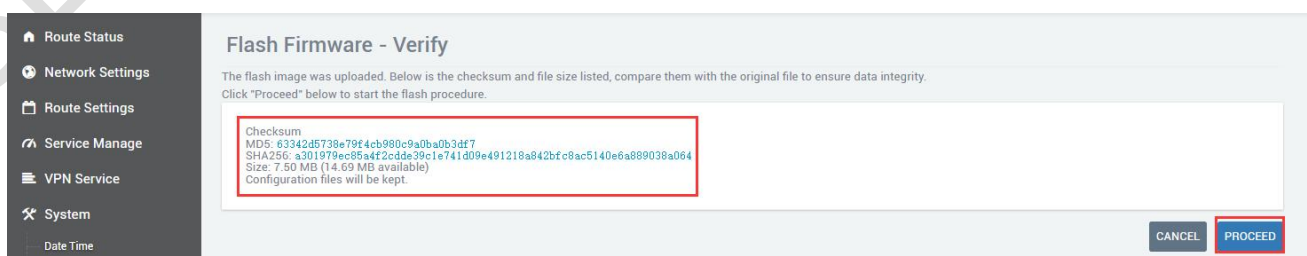 Route Status
Network Settings
Route Settings
Service Manage
VPN Service
System
Date Time
Flash Firmware - Verify
The flash image was uploaded. Below is the checksum and file size listed, compare them with the original file to ensure data integrity.
Click "Proceed" below to start the flash procedure.
Checksum
MD5: 63342d5738e79f4cb980c9a0ba0b3df7
SHA256: a301979ec85a4f2cdde39c1e741d09e491218a842bfc8ac5140e6a889038a064
Size: 7.50 MB (14.69 MB available)
Configuration files will be kept.
CANCEL
PROCEED